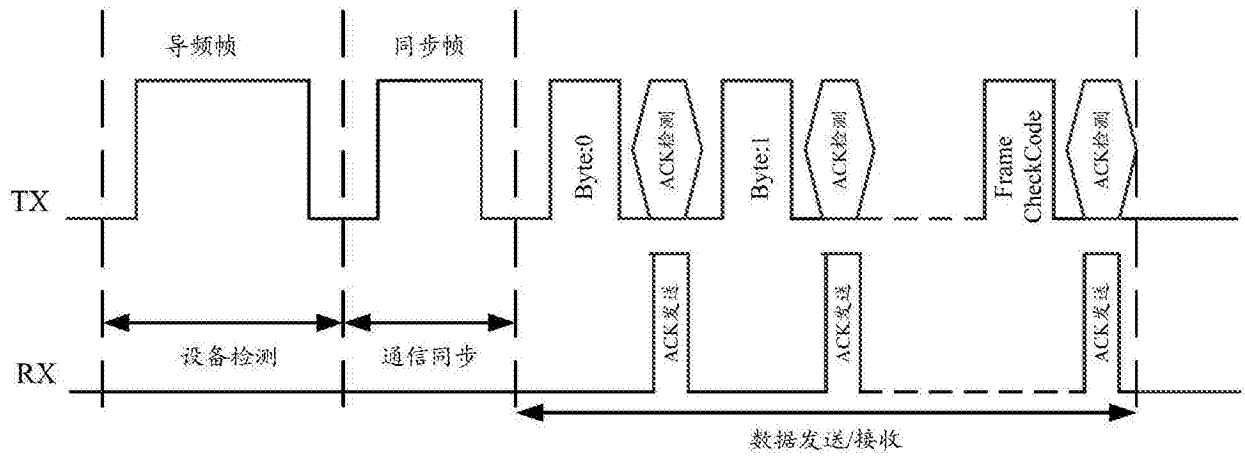 导频帧
同步帧
TX
Byte:0
ACK检测
Byte:1
ACK检测
Frame
CheckCode
ACK检测
设备检测
通信同步
ACK发送
ACK发送
ACK发送
RX
数据发送/接收